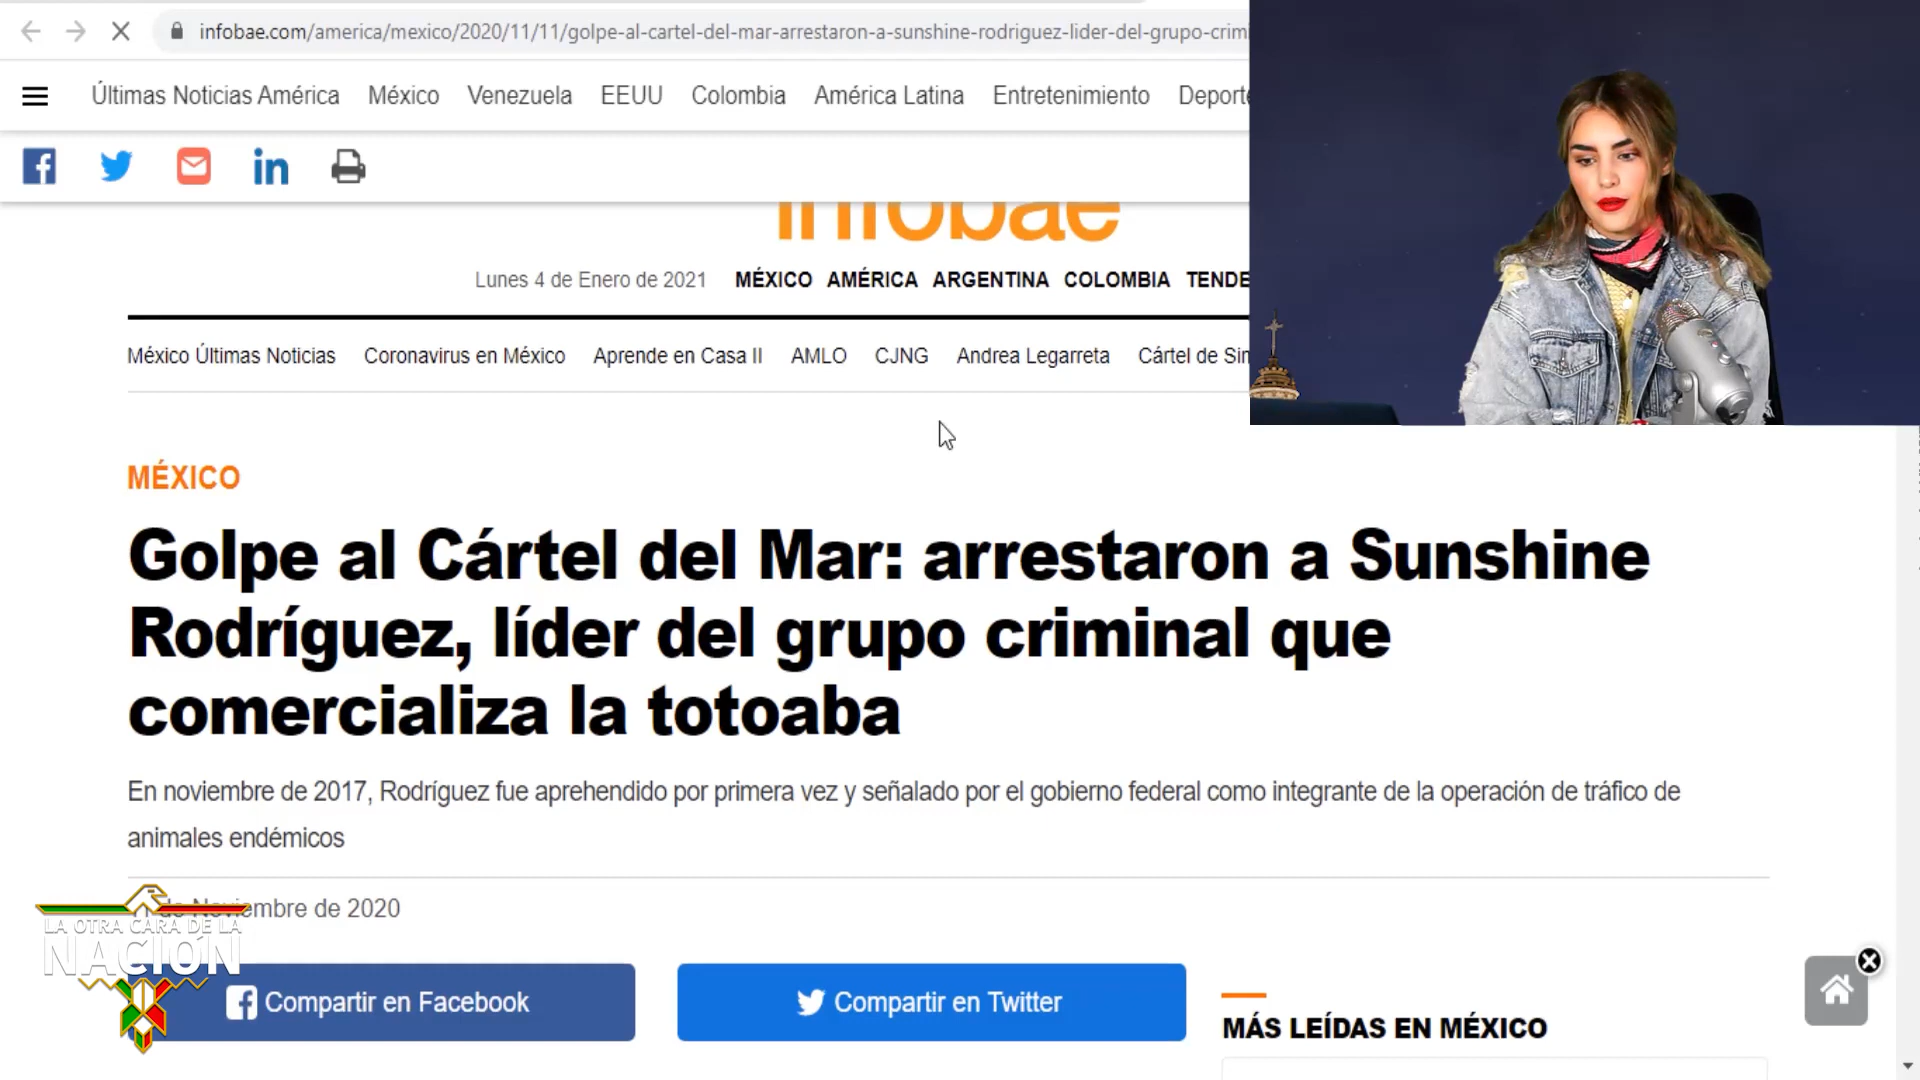 infobae.com/america/mexico/2020/11/11/golpe-al-cartel-del-mar-arrestaron-a-sunshine-rodriguez-lider-del-grupo-crimi
Últimas Noticias América México Venezuela EEUU Colombia América Latina Entretenimiento Deporte
infobae
Lunes 4 de Enero de 2021 MÉXICO AMÉRICA ARGENTINA COLOMBIA TENDE
México Últimas Noticias Coronavirus en México Aprende en Casa II AMLO CJNG Andrea Legarreta Cártel de Sin
MÉXICO
Golpe al Cártel del Mar: arrestaron a Sunshine
Rodríguez, líder del grupo criminal que
comercializa la totoaba
En noviembre de 2017, Rodríguez fue aprehendido por primera vez y señalado por el gobierno federal como integrante de la operación de tráfico de
animales endémicos
11 de Noviembre de 2020
LA OTRA CARA DE LA
NACIÓN
Compartir en Facebook
Compartir en Twitter
MÁS LEÍDAS EN MÉXICO